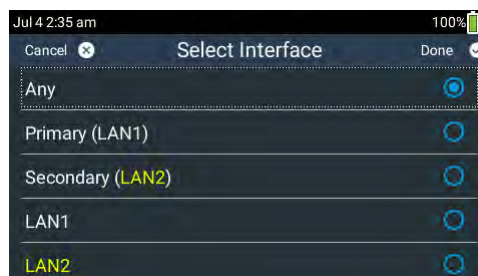 Jul 4 2:35 am 100%
Cancel Select Interface Done
Any
Primary (LAN1)
Secondary (LAN2)
LAN1
LAN2